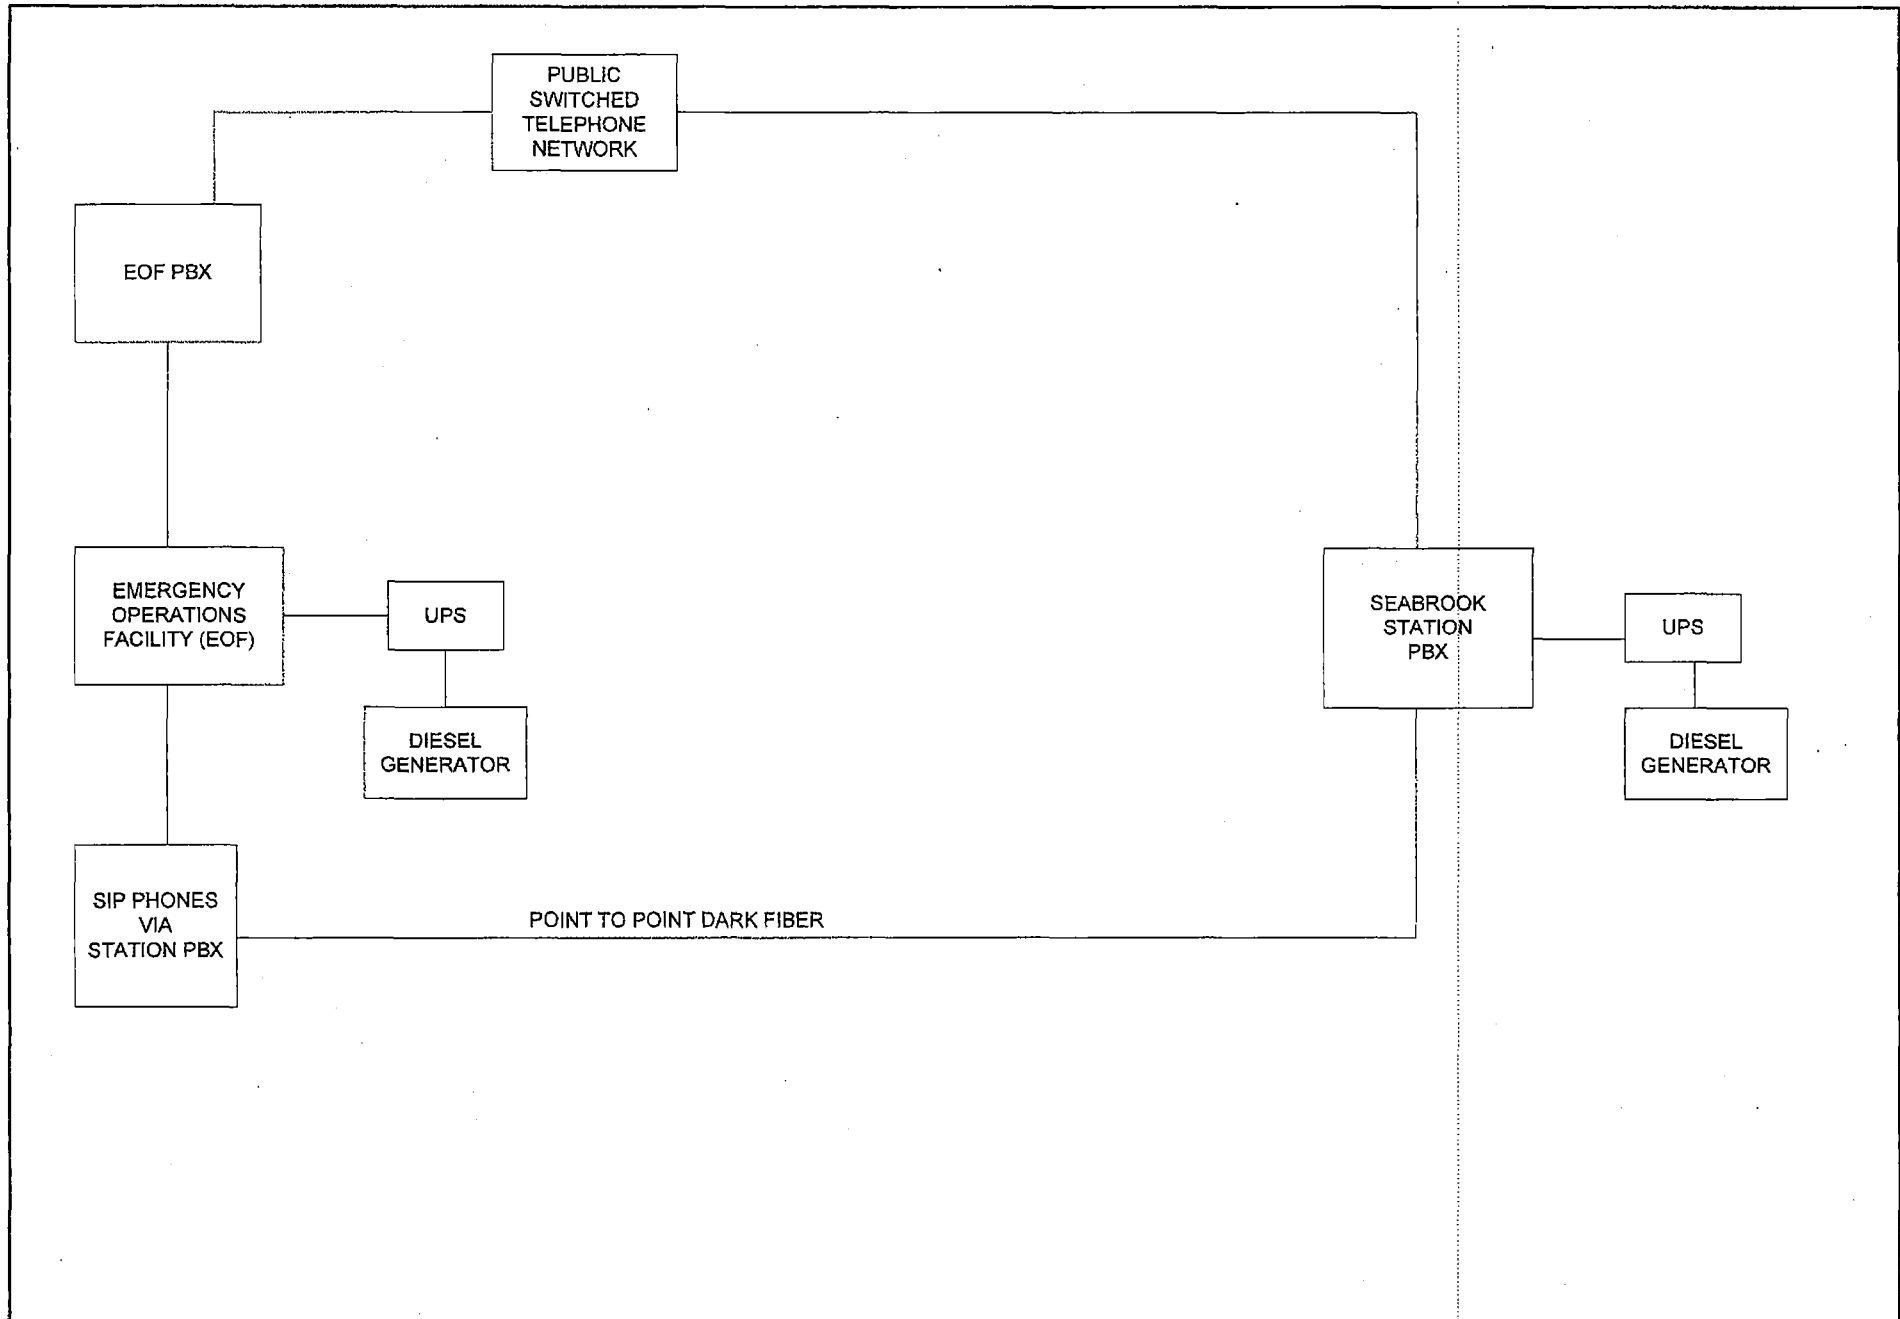 PUBLIC
SWITCHED
TELEPHONE
NETWORK
EOF PBX
EMERGENCY
OPERATIONS
FACILITY (EOF)
UPS
DIESEL
GENERATOR
SEABROOK
STATION
PBX
UPS
DIESEL
GENERATOR
SIP PHONES
VIA
STATION PBX
POINT TO POINT DARK FIBER